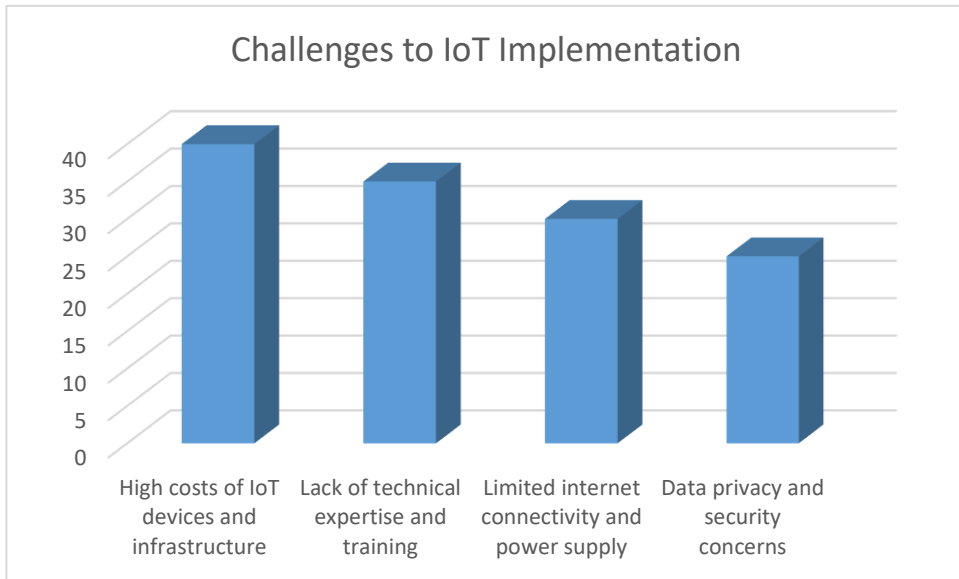 Challenges to IoT Implementation
40
35
30
25
20
15
10
5
0
High costs of IoT
devices and
infrastructure
Lack of technical
expertise and
training
Limited internet
connectivity and
power supply
Data privacy and
security
concerns